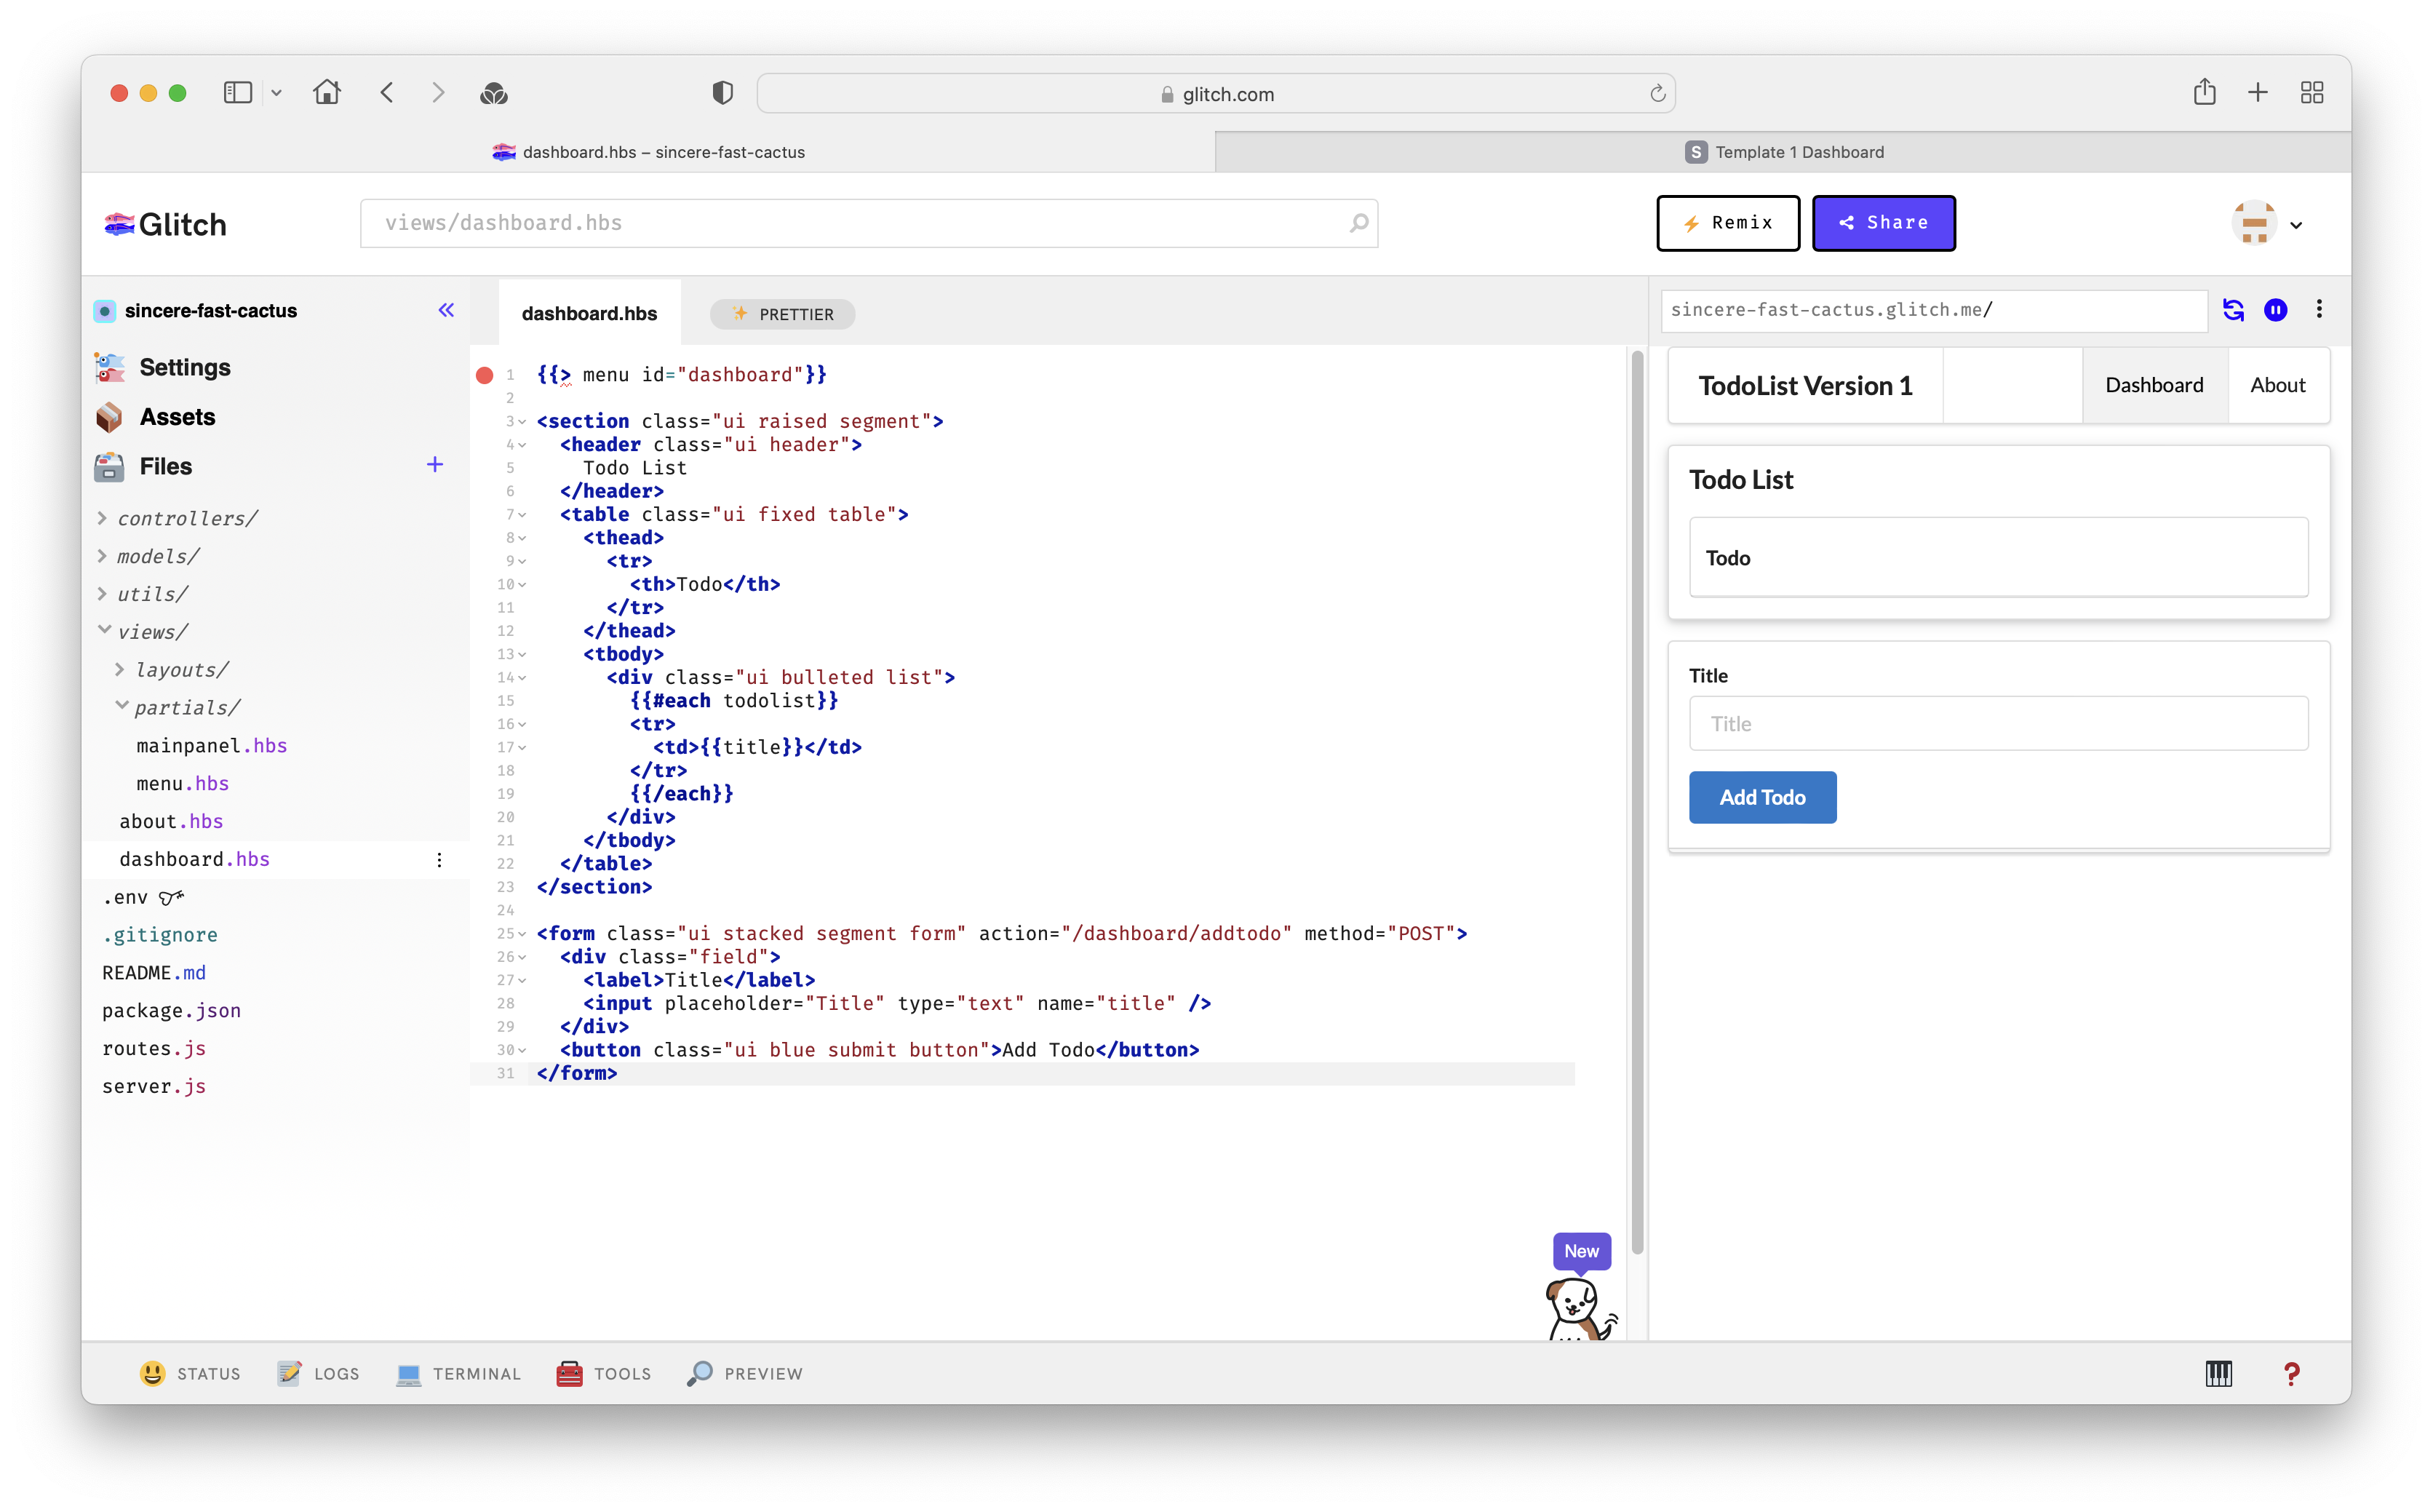 glitch.com
dashboard.hbs – sincere-fast-cactus
S Template 1 Dashboard
Glitch
views/dashboard.hbs
Remix
Share
sincere-fast-cactus
Settings
Assets
Files
controllers/
models/
utils/
views/
layouts/
partials/
mainpanel.hbs
menu.hbs
about.hbs
dashboard.hbs
.env
.gitignore
README.md
package.json
routes.js
server.js
dashboard.hbs
PRETTIER
1 {{> menu id="dashboard"}}
2
3 <section class="ui raised segment">
4 <header class="ui header">
5 Todo List
6 </header>
7 <table class="ui fixed table">
8 <thead>
9 <tr>
10 <th>Todo</th>
11 </tr>
12 </thead>
13 <tbody>
14 <div class="ui bulleted list">
15 {{#each todolist}}
16 <tr>
17 <td>{{title}}</td>
18 </tr>
19 {{/each}}
20 </div>
21 </tbody>
22 </table>
23 </section>
24
25 <form class="ui stacked segment form" action="/dashboard/addtodo" method="POST">
26 <div class="field">
27 <label>Title</label>
28 <input placeholder="Title" type="text" name="title" />
29 </div>
30 <button class="ui blue submit button">Add Todo</button>
31 </form>
New
sincere-fast-cactus.glitch.me/
TodoList Version 1
Dashboard
About
Todo List
Todo
Title
Title
Add Todo
STATUS
LOGS
TERMINAL
TOOLS
PREVIEW
?